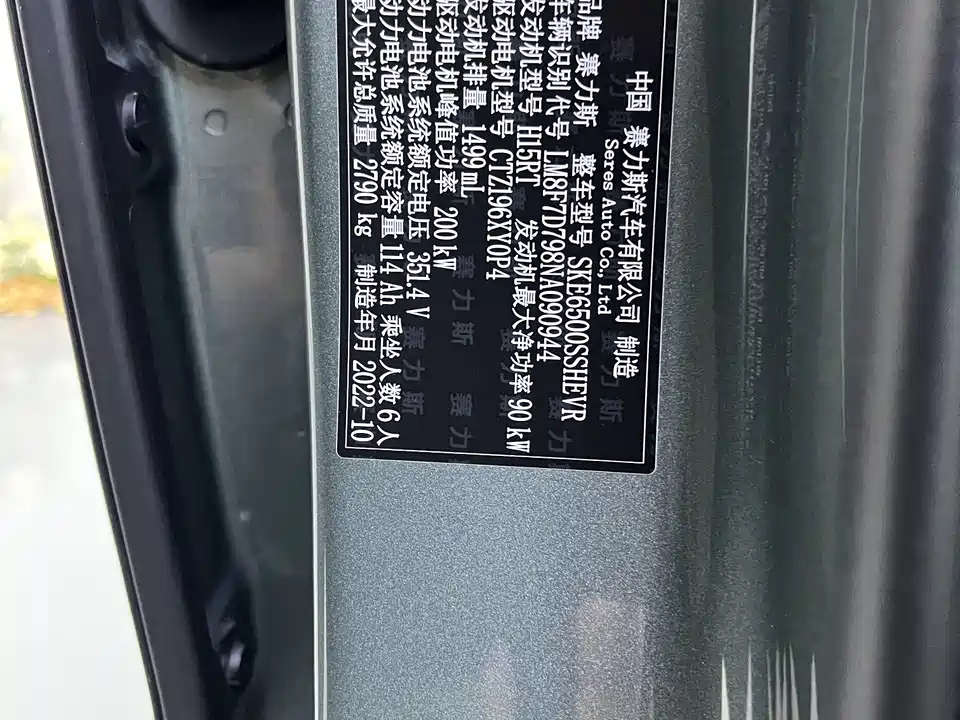 中国 赛力斯汽车有限公司 制造
Seres Auto Co., Ltd
品牌 赛力斯 整车型号 SKE6500SSHEVR
车辆识别代号 LM8F7D798NA090944
发动机型号 H15RT 发动机最大净功率 90 kW
驱动电机型号 CTZ196XY0P4
发动机排量 1499 mL
驱动电机峰值功率 200 kW
动力电池系统额定电压 351.4 V
动力电池系统额定容量 114 Ah 乘坐人数 6 人
最大允许总质量 2790 kg 制造年月 2022-10